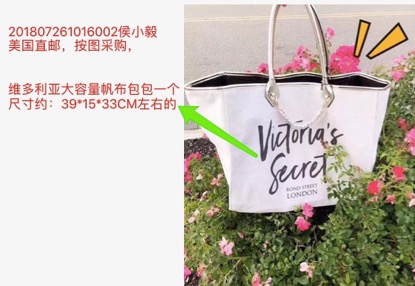 201807261016002侯小毅
美国直邮，按图采购，
维多利亚大容量帆布包包一个
尺寸约：39*15*33CM左右的
Victoria's
Secret
BOND STREET
LONDON